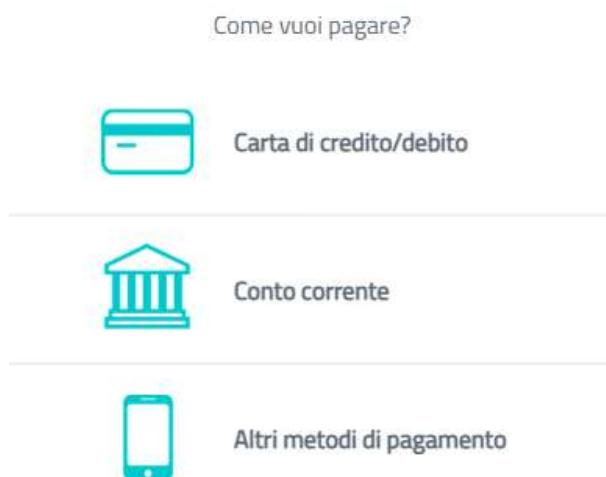 Come vuoi pagare?
Carta di credito/debito
Conto corrente
Altri metodi di pagamento